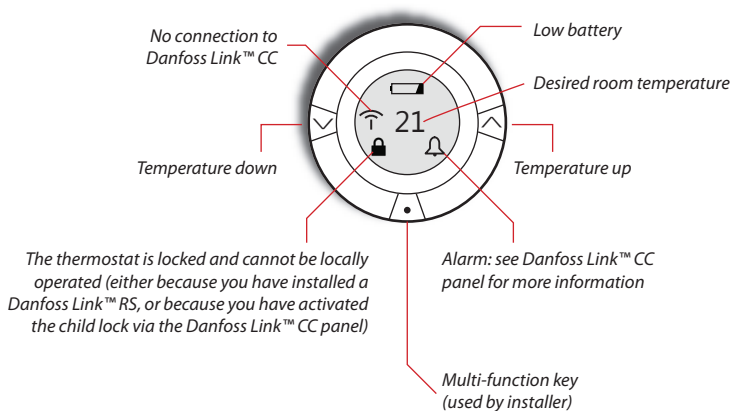 No connection to
Danfoss Link™ CC
Low battery
Desired room temperature
21
Temperature down
Temperature up
The thermostat is locked and cannot be locally
operated (either because you have installed a
Danfoss Link™ RS, or because you have activated
the child lock via the Danfoss Link™ CC panel)
Alarm: see Danfoss Link™ CC
panel for more information
Multi-function key
(used by installer)